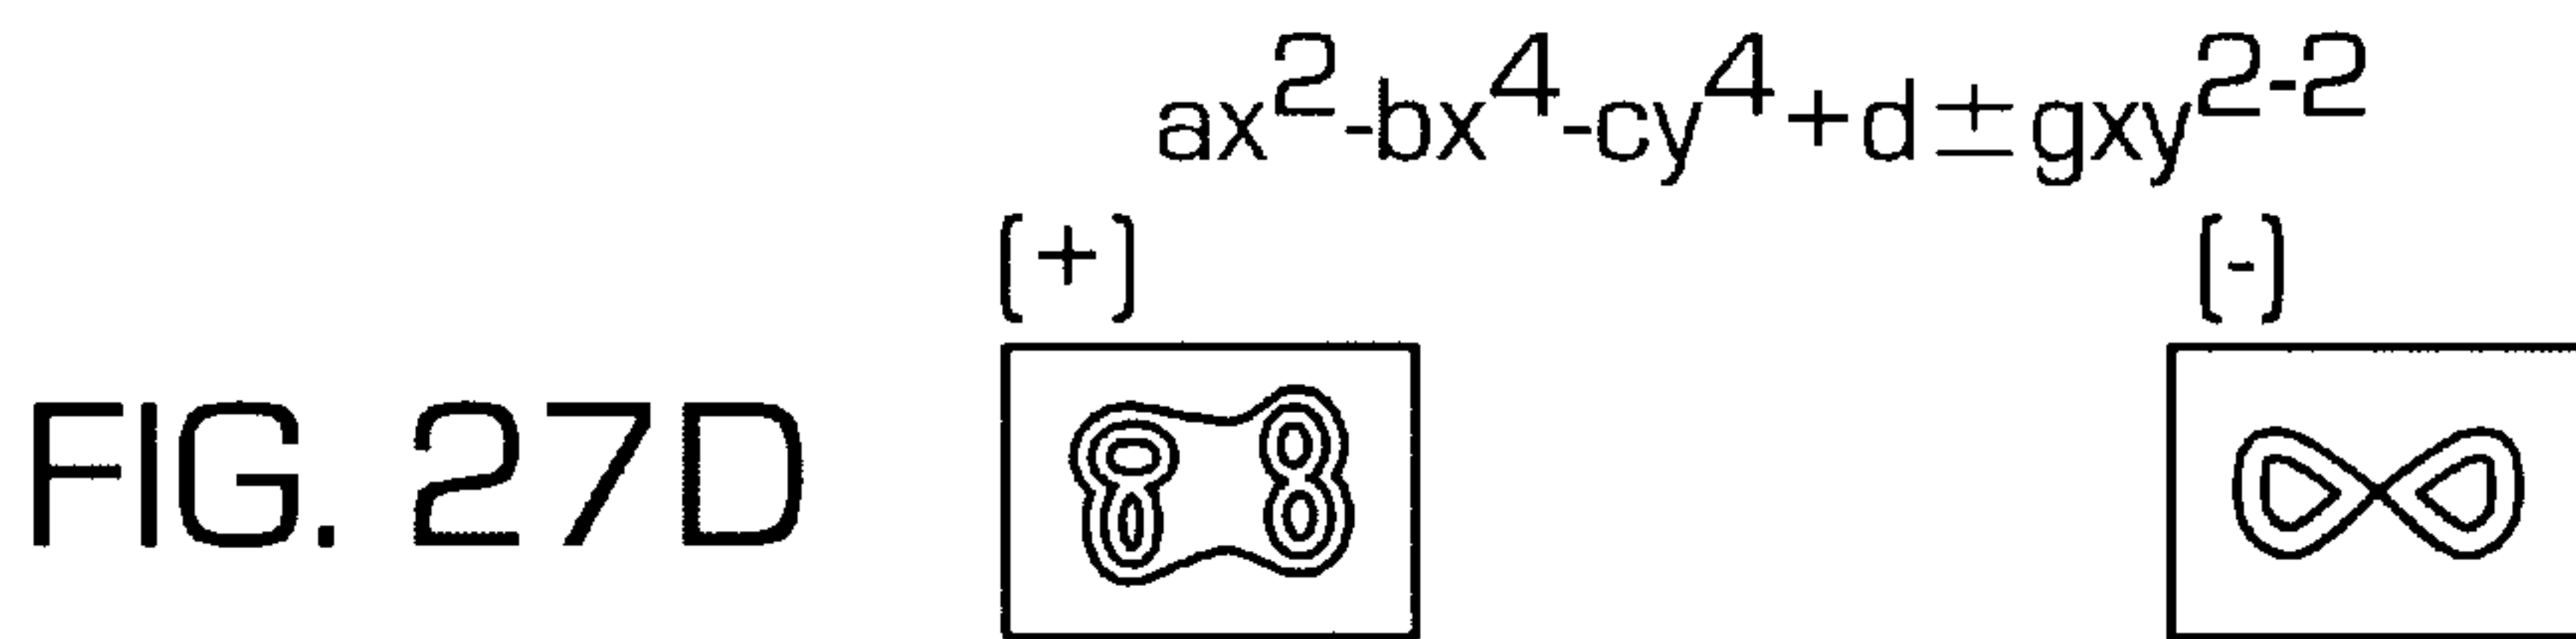 ax²-bx⁴-cy⁴+d±gxy²⁻²
(+) (-)
FIG. 27D